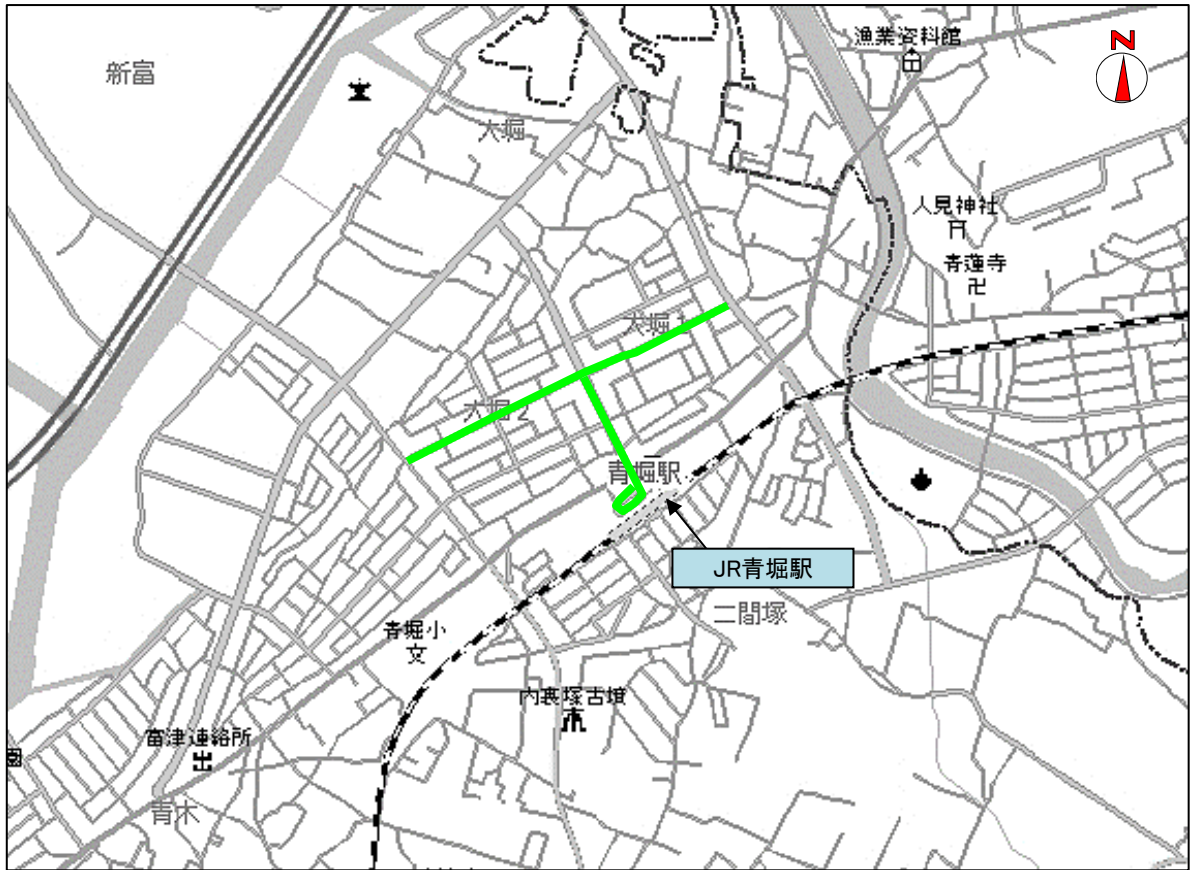 漁業資料館
N
新富
大堀
人見神社
青蓮寺
大堀1
大堀2
青堀駅
JR青堀駅
二間塚
青堀小
文
内裏塚古墳
富津連絡所
青木